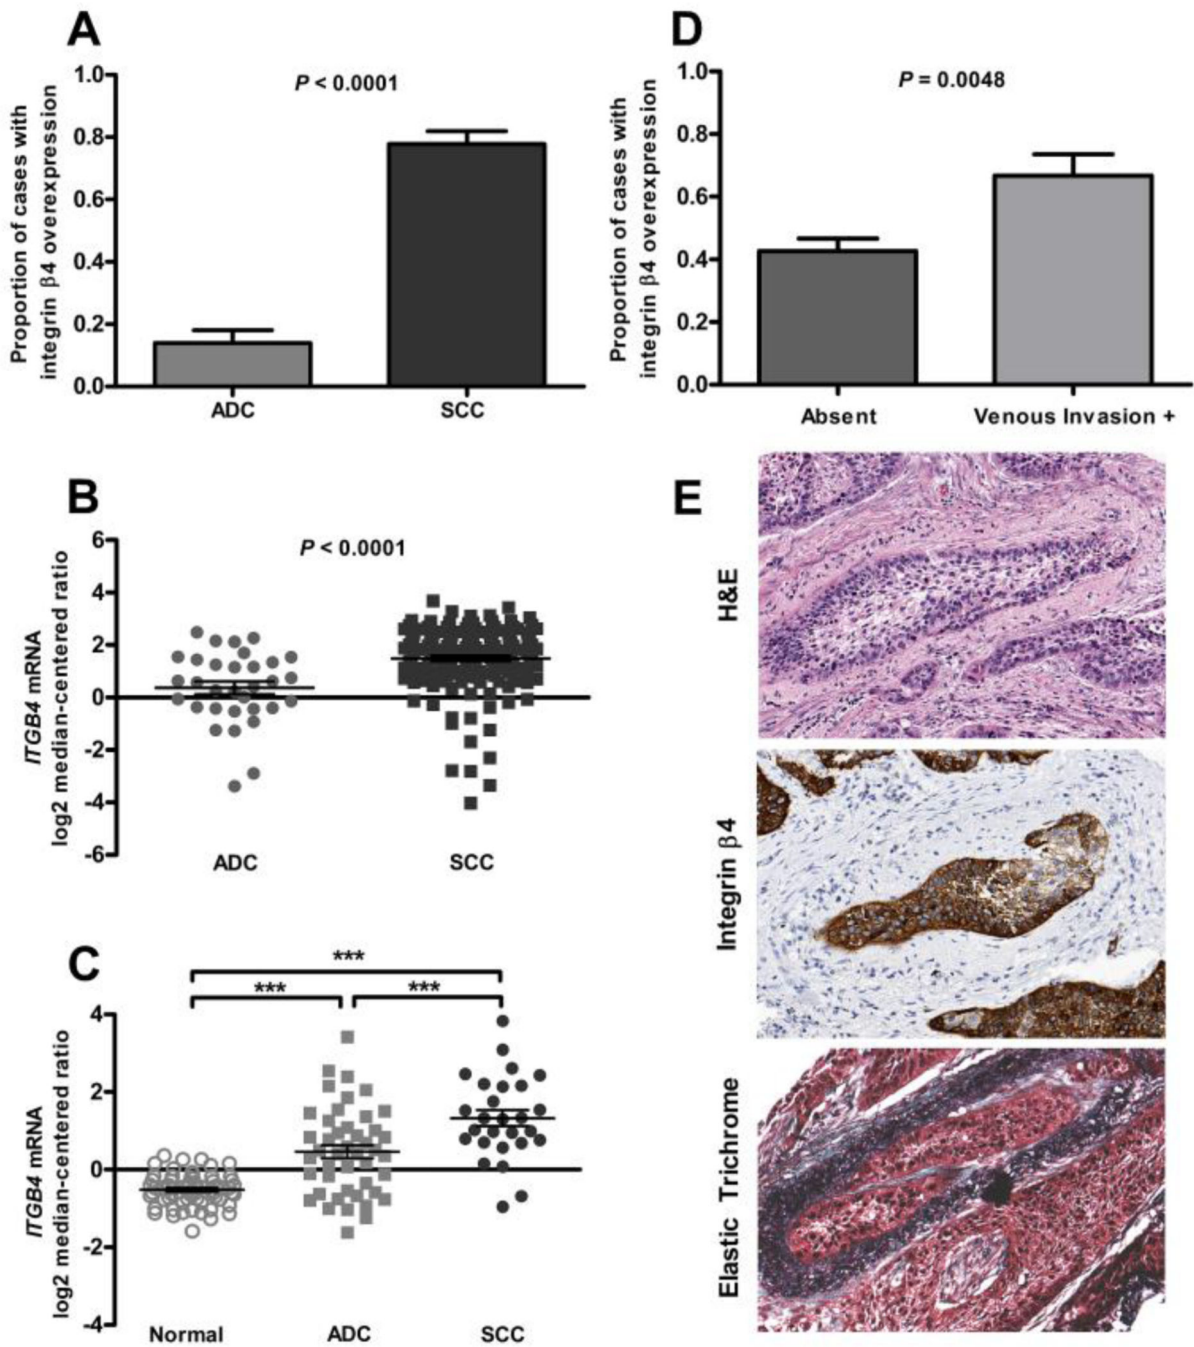 A
Proportion of cases with
integrin β4 overexpression
1.0
0.8
0.6
0.4
0.2
0.0
P < 0.0001
ADC
SCC
B
ITGB4 mRNA
log2 median-centered ratio
6
4
2
0
-2
-4
-6
P < 0.0001
ADC
SCC
C
ITGB4 mRNA
log2 median-centered ratio
4
2
0
-2
-4
***
***
***
Normal
ADC
SCC
D
Proportion of cases with
integrin β4 overexpression
1.0
0.8
0.6
0.4
0.2
0.0
P = 0.0048
Absent
Venous Invasion +
E
H&E
Integrin β4
Elastic Trichrome